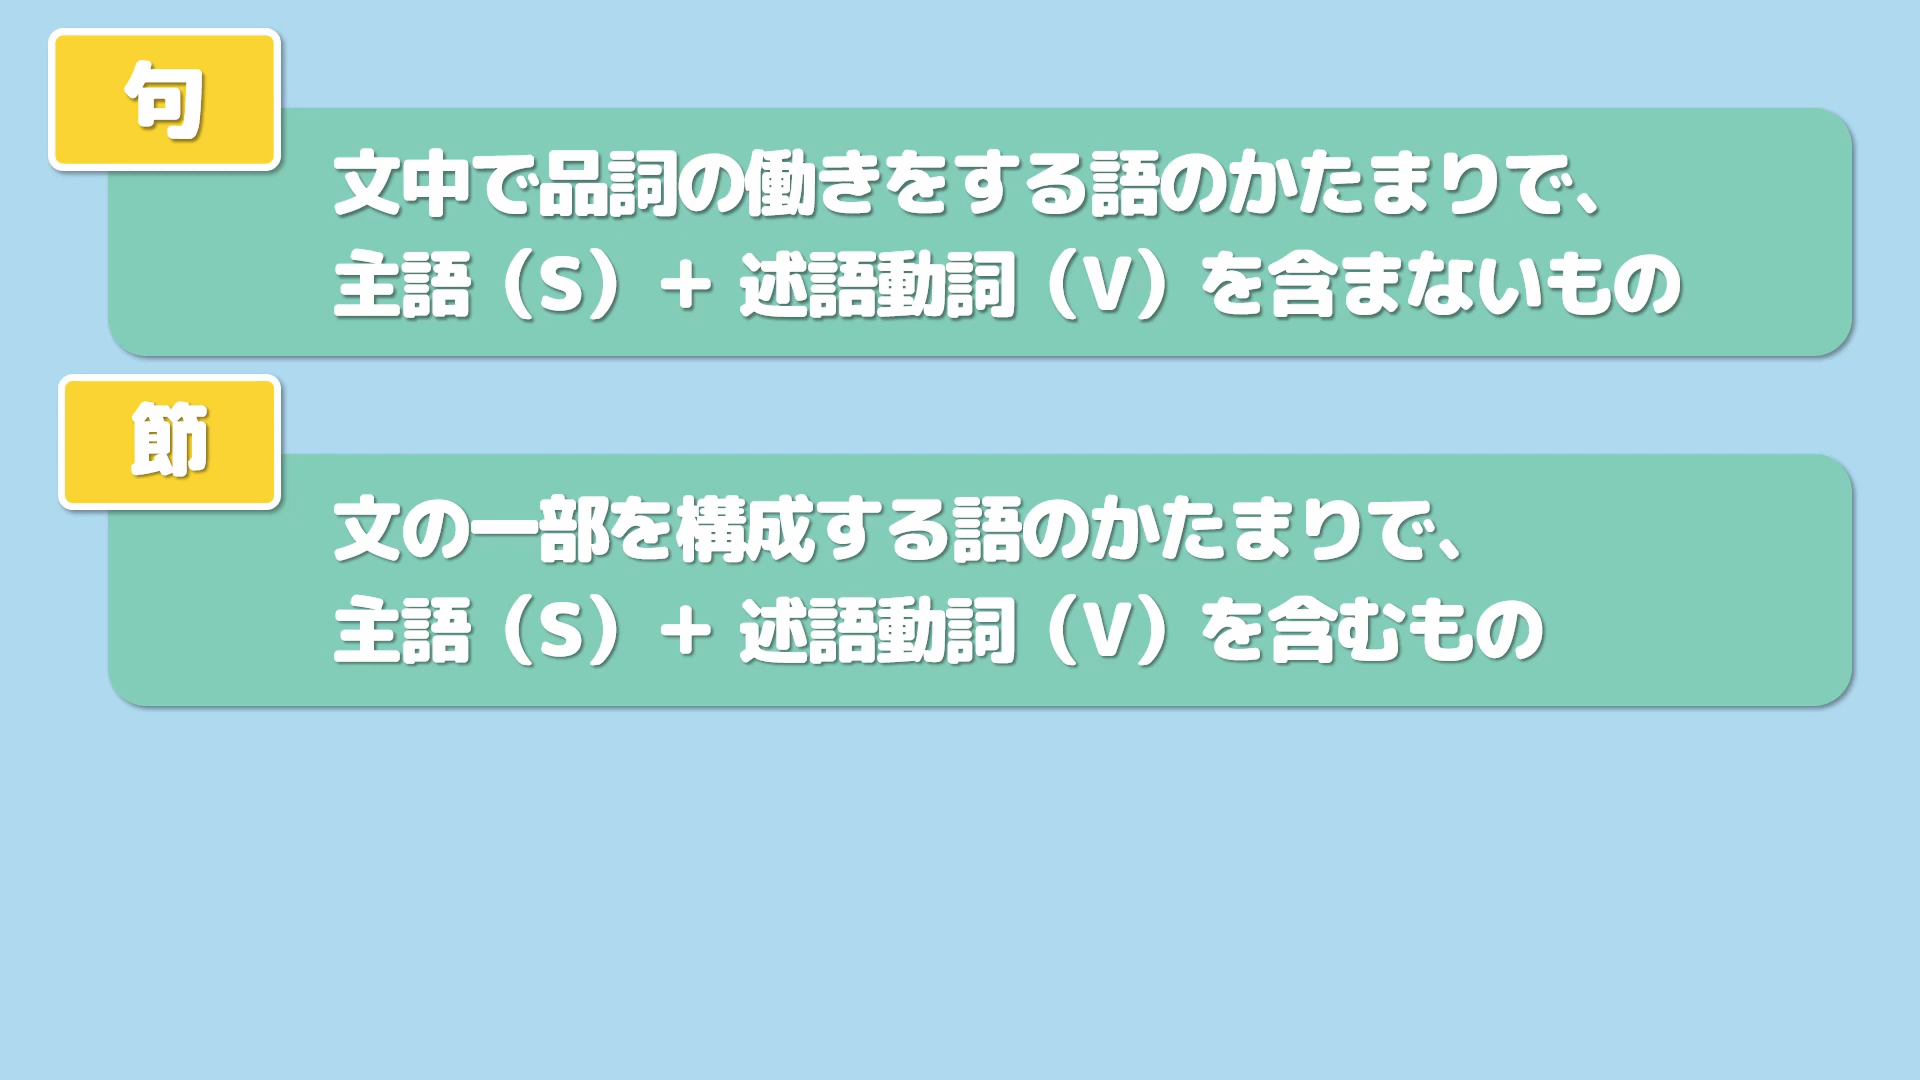 句
文中で品詞の働きをする語のかたまりで、
主語（S）＋ 述語動詞（V）を含まないもの
節
文の一部を構成する語のかたまりで、
主語（S）＋ 述語動詞（V）を含むもの